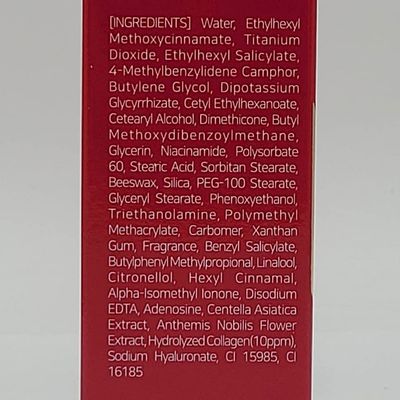 [INGREDIENTS] Water, Ethylhexyl
Methoxycinnamate, Titanium
Dioxide, Ethylhexyl Salicylate,
4-Methylbenzylidene Camphor,
Butylene Glycol, Dipotassium
Glycyrrhizate, Cetyl Ethylhexanoate,
Cetearyl Alcohol, Dimethicone, Butyl
Methoxydibenzoylmethane,
Glycerin, Niacinamide, Polysorbate
60, Stearic Acid, Sorbitan Stearate,
Beeswax, Silica, PEG-100 Stearate,
Glyceryl Stearate, Phenoxyethanol,
Triethanolamine, Polymethyl
Methacrylate, Carbomer, Xanthan
Gum, Fragrance, Benzyl Salicylate,
Butylphenyl Methylpropional, Linalool,
Citronellol, Hexyl Cinnamal,
Alpha-Isomethyl Ionone, Disodium
EDTA, Adenosine, Centella Asiatica
Extract, Anthemis Nobilis Flower
Extract, Hydrolyzed Collagen(10ppm),
Sodium Hyaluronate, CI 15985, CI
16185